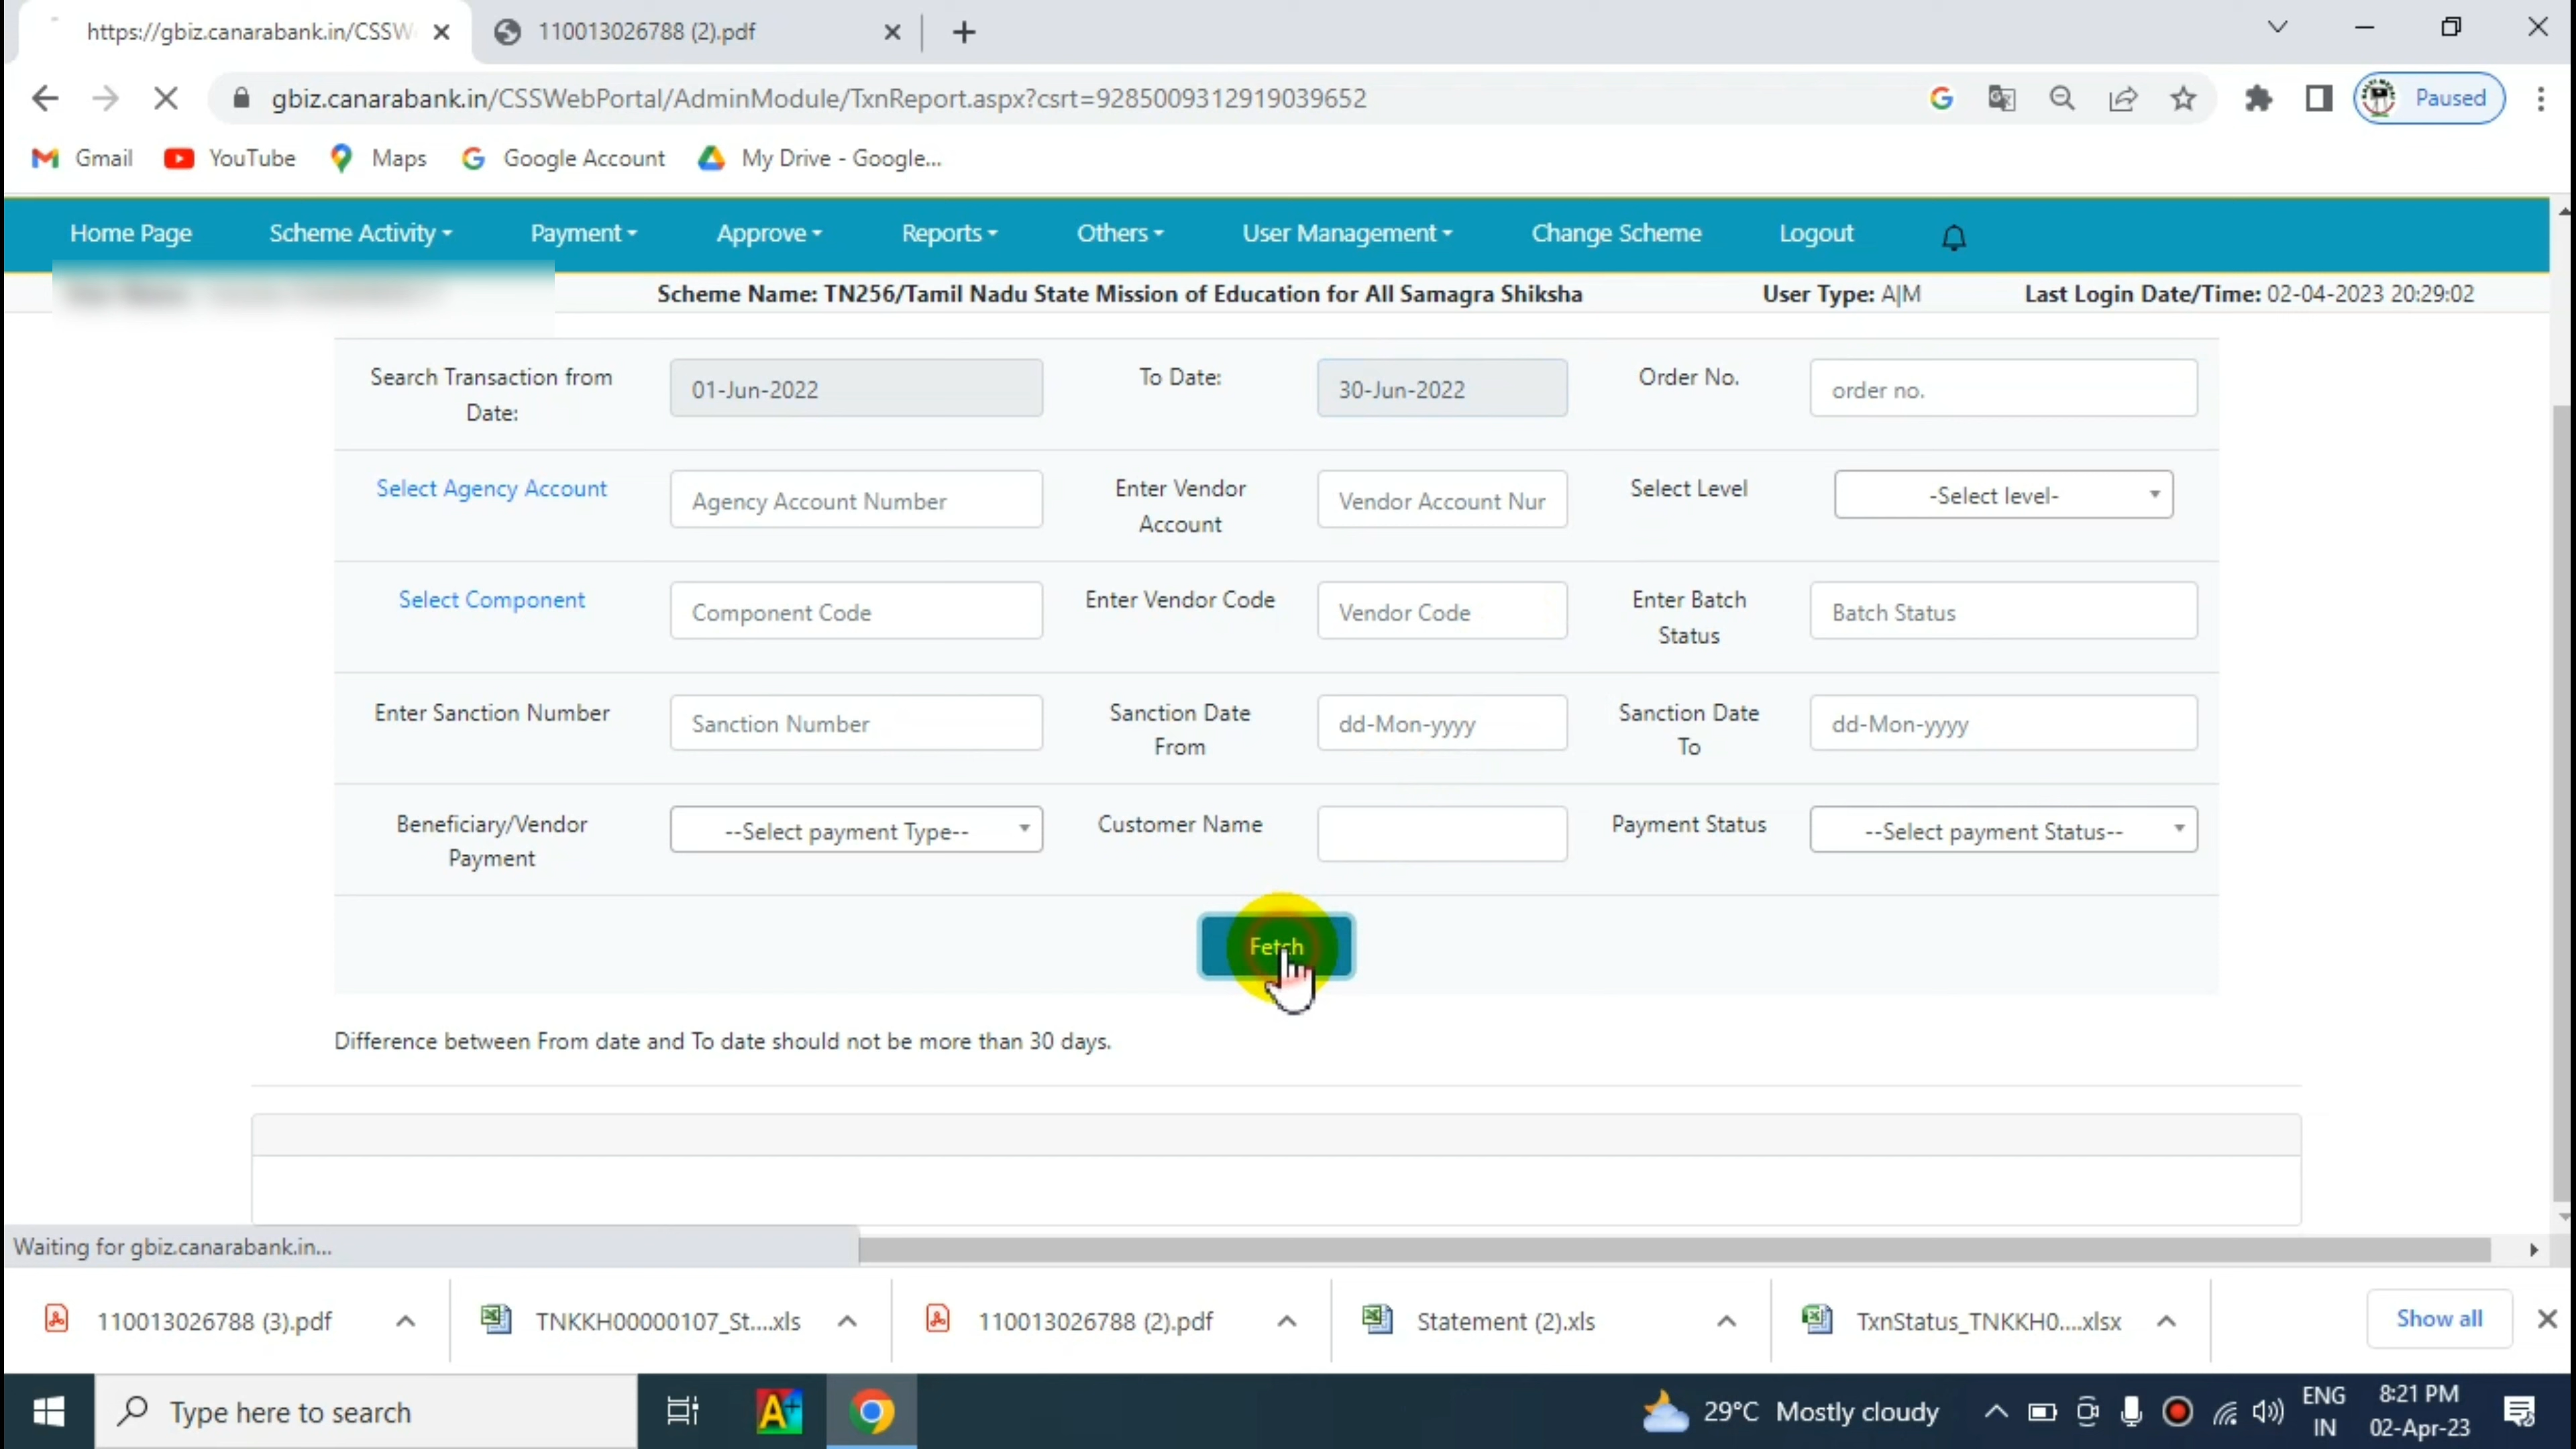 https://gbiz.canarabank.in/CSSW
110013026788 (2).pdf
gbiz.canarabank.in/CSSWebPortal/AdminModule/TxnReport.aspx?csrt=9285009312919039652
Paused
Gmail
YouTube
Maps
Google Account
My Drive - Google...
Home Page
Scheme Activity
Payment
Approve
Reports
Others
User Management
Change Scheme
Logout
Scheme Name: TN256/Tamil Nadu State Mission of Education for All Samagra Shiksha
User Type: A|M
Last Login Date/Time: 02-04-2023 20:29:02
Search Transaction from
Date:
01-Jun-2022
To Date:
30-Jun-2022
Order No.
order no.
Select Agency Account
Agency Account Number
Enter Vendor
Account
Vendor Account Nur
Select Level
-Select level-
Select Component
Component Code
Enter Vendor Code
Vendor Code
Enter Batch
Status
Batch Status
Enter Sanction Number
Sanction Number
Sanction Date
From
dd-Mon-yyyy
Sanction Date
To
dd-Mon-yyyy
Beneficiary/Vendor
Payment
--Select payment Type--
Customer Name
Payment Status
--Select payment Status--
Fetch
Difference between From date and To date should not be more than 30 days.
Waiting for gbiz.canarabank.in...
110013026788 (3).pdf
TNKKH00000107_St....xls
110013026788 (2).pdf
Statement (2).xls
TxnStatus_TNKKH0....xlsx
Show all
Type here to search
29°C Mostly cloudy
ENG
IN
8:21 PM
02-Apr-23